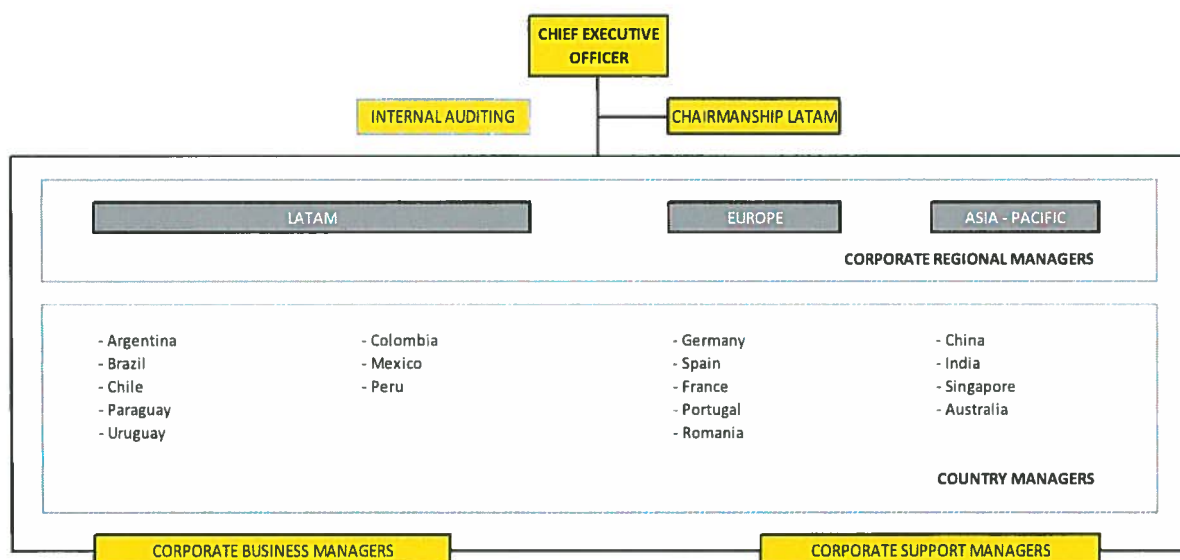 CHIEF EXECUTIVE
OFFICER
INTERNAL AUDITING
CHAIRMANSHIP LATAM
LATAM
EUROPE
ASIA - PACIFIC
CORPORATE REGIONAL MANAGERS
- Argentina
- Brazil
- Chile
- Paraguay
- Uruguay
- Colombia
- Mexico
- Peru
- Germany
- Spain
- France
- Portugal
- Romania
- China
- India
- Singapore
- Australia
COUNTRY MANAGERS
CORPORATE BUSINESS MANAGERS
CORPORATE SUPPORT MANAGERS